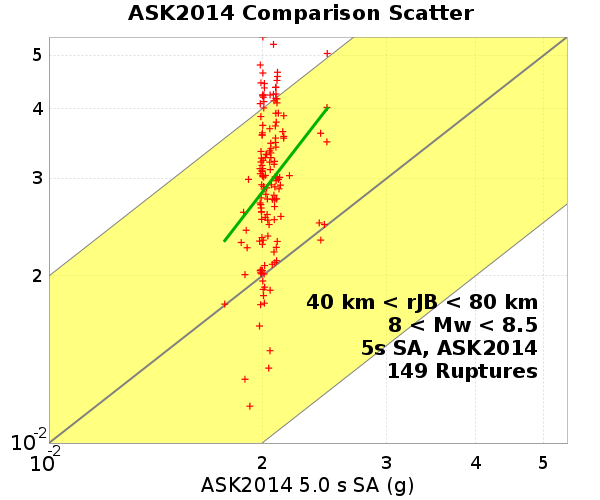 ASK2014 Comparison Scatter
5
4
3
2
10-2
10-2
2
3
4
5
40 km < rJB < 80 km
8 < Mw < 8.5
5s SA, ASK2014
149 Ruptures
ASK2014 5.0 s SA (g)